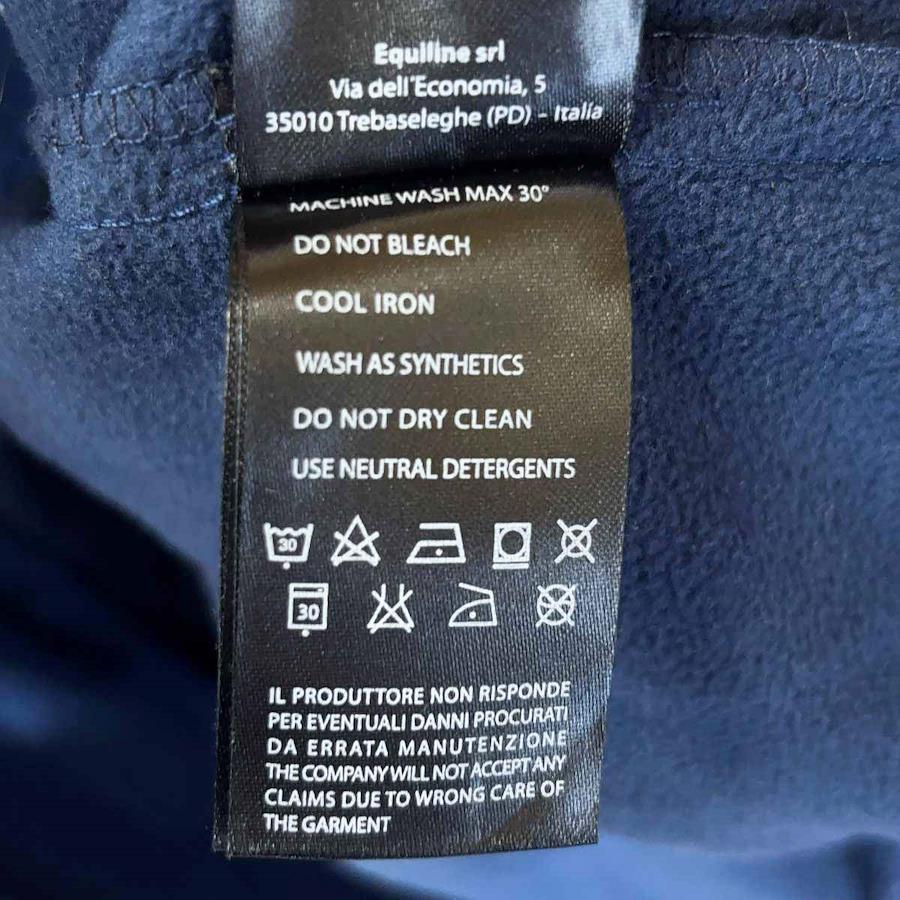 Equiline srl
Via dell'Economia, 5
35010 Trebaseleghe (PD) - Italia
MACHINE WASH MAX 30°
DO NOT BLEACH
COOL IRON
WASH AS SYNTHETICS
DO NOT DRY CLEAN
USE NEUTRAL DETERGENTS
30
30
IL PRODUTTORE NON RISPONDE
PER EVENTUALI DANNI PROCURATI
DA ERRATA MANUTENZIONE
THE COMPANY WILL NOT ACCEPT ANY
CLAIMS DUE TO WRONG CARE OF
THE GARMENT